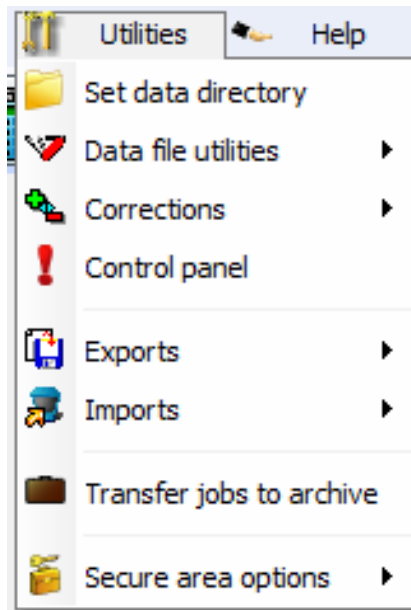 Utilities Help
Set data directory
Data file utilities
Corrections
Control panel
Exports
Imports
Transfer jobs to archive
Secure area options